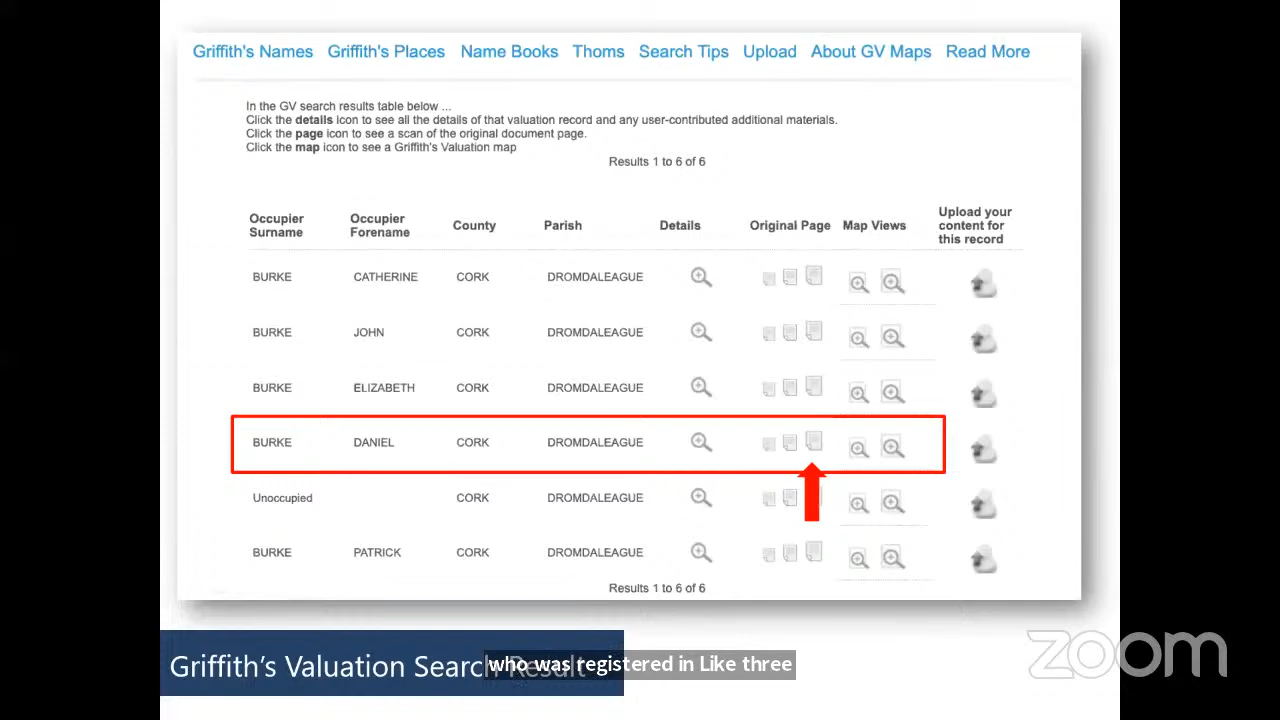 Griffith's Names Griffith's Places Name Books Thoms Search Tips Upload About GV Maps Read More
In the GV search results table below ...
Click the details icon to see all the details of that valuation record and any user-contributed additional materials.
Click the page icon to see a scan of the original document page.
Click the map icon to see a Griffith's Valuation map
Results 1 to 6 of 6
Occupier Surname Occupier Forename County Parish Details Original Page Map Views Upload your content for this record
BURKE CATHERINE CORK DROMDALEAGUE
BURKE JOHN CORK DROMDALEAGUE
BURKE ELIZABETH CORK DROMDALEAGUE
BURKE DANIEL CORK DROMDALEAGUE
Unoccupied CORK DROMDALEAGUE
BURKE PATRICK CORK DROMDALEAGUE
Results 1 to 6 of 6
Griffith's Valuation Search Result
who was registered in Like three
zoom